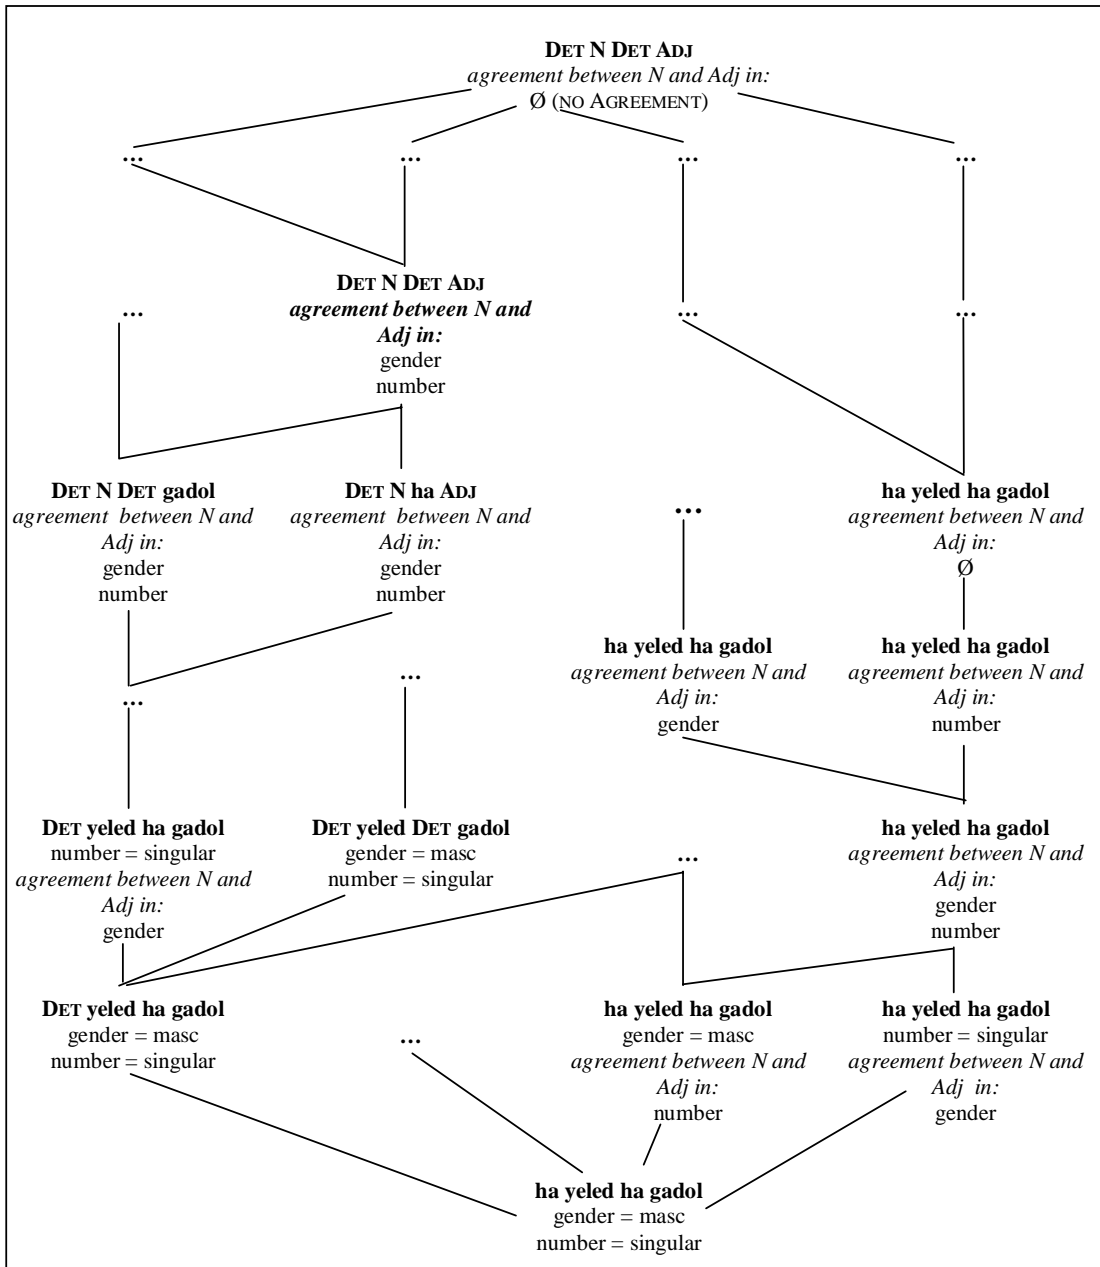 DET N DET ADJ
agreement between N and Adj in:
Ø (NO AGREEMENT)
...
...
...
...
DET N DET ADJ
agreement between N and
Adj in:
gender
number
...
...
...
DET N DET gadol
agreement between N and
Adj in:
gender
number
DET N ha ADJ
agreement between N and
Adj in:
gender
number
...
ha yeled ha gadol
agreement between N and
Adj in:
Ø
...
...
ha yeled ha gadol
agreement between N and
Adj in:
gender
ha yeled ha gadol
agreement between N and
Adj in:
number
DET yeled ha gadol
number = singular
agreement between N and
Adj in:
gender
DET yeled DET gadol
gender = masc
number = singular
...
ha yeled ha gadol
agreement between N and
Adj in:
gender
number
DET yeled ha gadol
gender = masc
number = singular
...
ha yeled ha gadol
gender = masc
agreement between N and
Adj in:
number
ha yeled ha gadol
number = singular
agreement between N and
Adj in:
gender
ha yeled ha gadol
gender = masc
number = singular